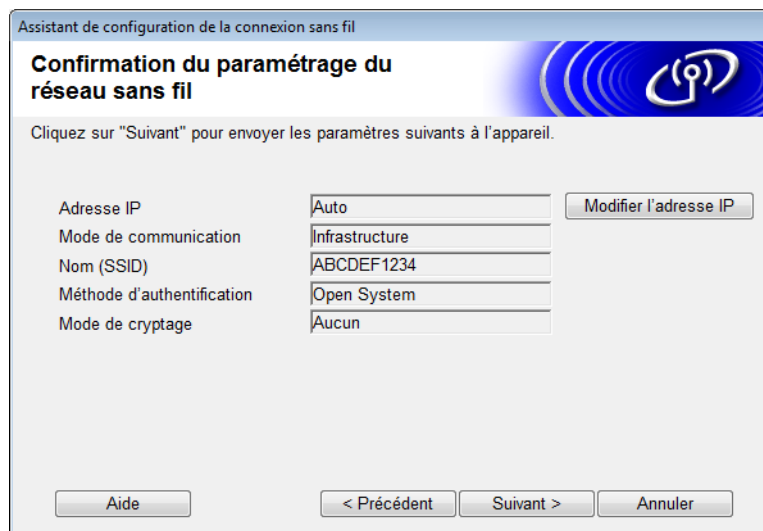 Assistant de configuration de la connexion sans fil
Confirmation du paramétrage du
réseau sans fil
Cliquez sur "Suivant" pour envoyer les paramètres suivants à l'appareil.
Adresse IP Auto Modifier l'adresse IP
Mode de communication Infrastructure
Nom (SSID) ABCDEF1234
Méthode d'authentification Open System
Mode de cryptage Aucun
Aide < Précédent Suivant > Annuler